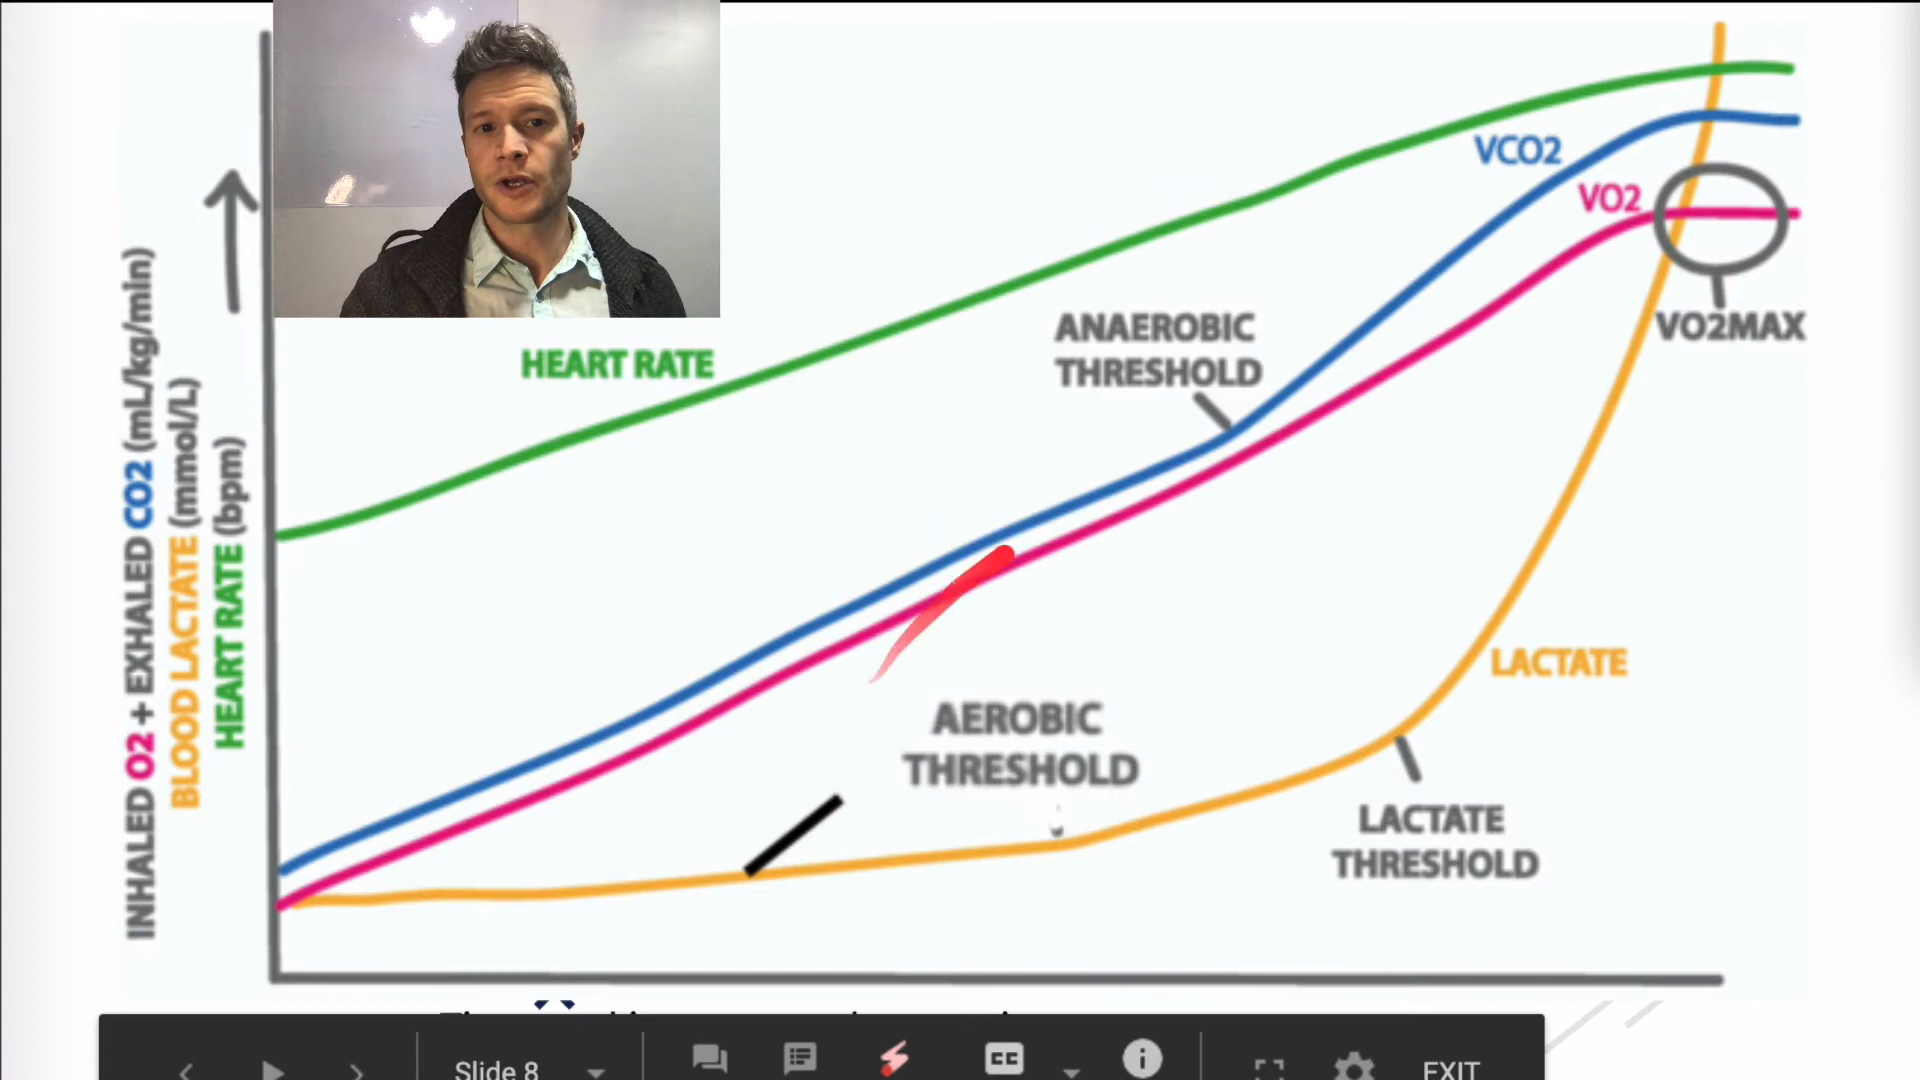 INHALED O2 + EXHALED CO2 (mL/kg/min)
BLOOD LACTATE (mmol/L)
HEART RATE (bpm)
HEART RATE
ANAEROBIC
THRESHOLD
VCO2
VO2
VO2MAX
AEROBIC
THRESHOLD
LACTATE
LACTATE
THRESHOLD
Slide 8
CC
EXIT